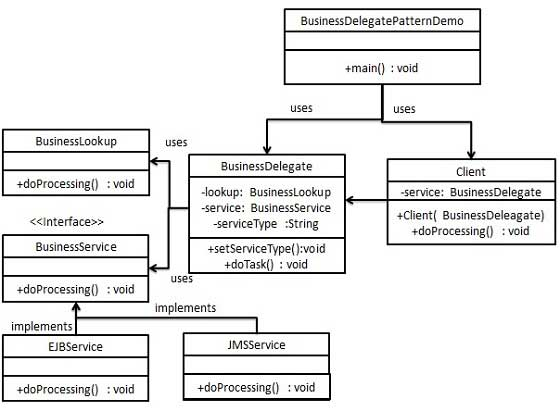 BusinessDelegatePatternDemo
+main() : void
uses
uses
BusinessLookup
+doProcessing() : void
uses
BusinessDelegate
-lookup: BusinessLookup
-service: BusinessService
-serviceType :String
+setServiceType():void
+doTask() : void
Client
-service: BusinessDelegate
+Client( BusinessDeleagate)
+doProcessing() : void
<<Interface>>
BusinessService
+doProcessing() : void
uses
implements
implements
EJBService
+doProcessing() : void
JMSService
+doProcessing() : void